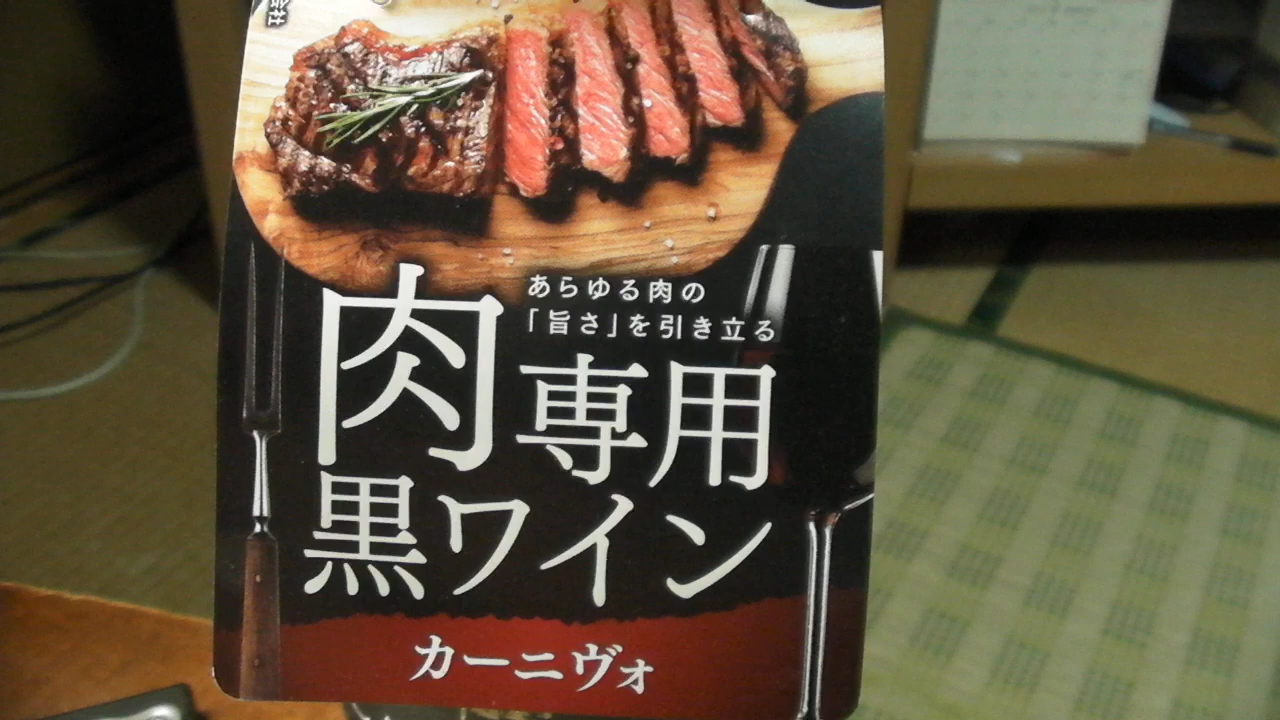 あらゆる肉の
「旨さ」を引き立る
肉専用
黒ワイン
カーニヴォ